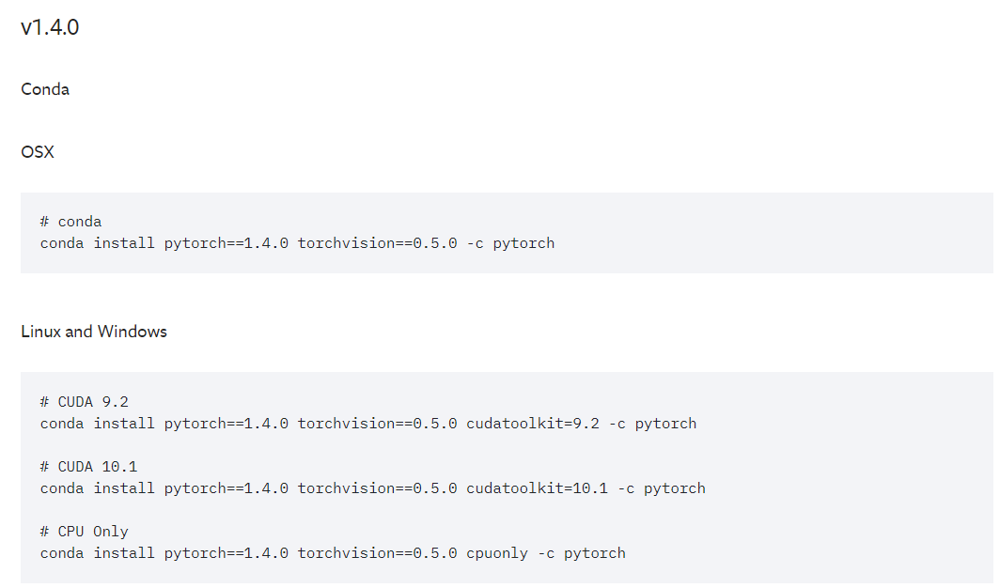 v1.4.0
Conda
OSX
# conda
conda install pytorch==1.4.0 torchvision==0.5.0 -c pytorch
Linux and Windows
# CUDA 9.2
conda install pytorch==1.4.0 torchvision==0.5.0 cudatoolkit=9.2 -c pytorch
# CUDA 10.1
conda install pytorch==1.4.0 torchvision==0.5.0 cudatoolkit=10.1 -c pytorch
# CPU Only
conda install pytorch==1.4.0 torchvision==0.5.0 cpuonly -c pytorch